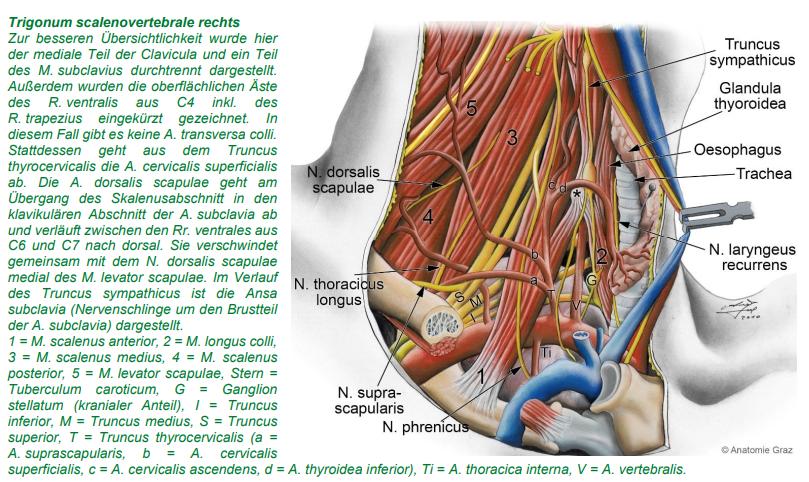 Trigonum scalenovertebrale rechts
Zur besseren Übersichtlichkeit wurde hier
der mediale Teil der Clavicula und ein Teil
des M. subclavius durchtrennt dargestellt.
Außerdem wurden die oberflächlichen Äste
des R. ventralis aus C4 inkl. des
R. trapezius eingekürzt gezeichnet. In
diesem Fall gibt es keine A. transversa colli.
Stattdessen geht aus dem Truncus
thyrocervicalis die A. cervicalis superficialis
ab. Die A. dorsalis scapulae geht am
Übergang des Skalenusabschnitt in den
klavikulären Abschnitt der A. subclavia ab
und verläuft zwischen den Rr. ventrales aus
C6 und C7 nach dorsal. Sie verschwindet
gemeinsam mit dem N. dorsalis scapulae
medial des M. levator scapulae. Im Verlauf
des Truncus sympathicus ist die Ansa
subclavia (Nervenschlinge um den Brustteil
der A. subclavia) dargestellt.
1 = M. scalenus anterior, 2 = M. longus colli,
3 = M. scalenus medius, 4 = M. scalenus
posterior, 5 = M. levator scapulae, Stern =
Tuberculum caroticum, G = Ganglion
stellatum (kranialer Anteil), I = Truncus
inferior, M = Truncus medius, S = Truncus
superior, T = Truncus thyrocervicalis (a =
A. suprascapularis, b = A. cervicalis
superficialis, c = A. cervicalis ascendens, d = A. thyroidea inferior), Ti = A. thoracica interna, V = A. vertebralis.
Truncus
sympathicus
Glandula
thyoroidea
Oesophagus
Trachea
N. laryngeus
recurrens
N. dorsalis
scapulae
N. thoracicus
longus
N. supra-
scapularis
N. phrenicus
5
3
4
c d
*
b
a
2
G
S
M
I
T
V
Ti
1
2010
© Anatomie Graz